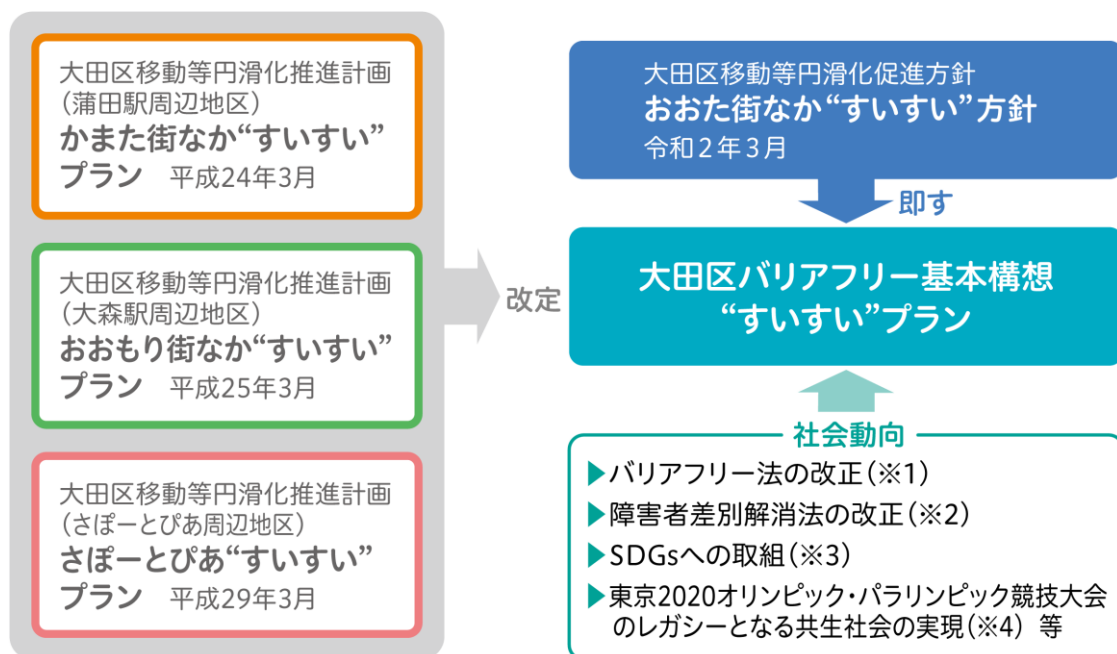 大田区移動等円滑化推進計画
(蒲田駅周辺地区)
かまた街なか“すいすい”
プラン 平成24年3月
大田区移動等円滑化推進計画
(大森駅周辺地区)
おおもり街なか“すいすい”
プラン 平成25年3月
大田区移動等円滑化推進計画
(さぽーとぴあ周辺地区)
さぽーとぴあ“すいすい”
プラン 平成29年3月
改定
大田区移動等円滑化促進方針
おおた街なか“すいすい”方針
令和2年3月
即す
大田区バリアフリー基本構想
“すいすい”プラン
社会動向
▶バリアフリー法の改正(※1)
▶障害者差別解消法の改正(※2)
▶SDGsへの取組(※3)
▶東京2020オリンピック・パラリンピック競技大会
のレガシーとなる共生社会の実現(※4) 等